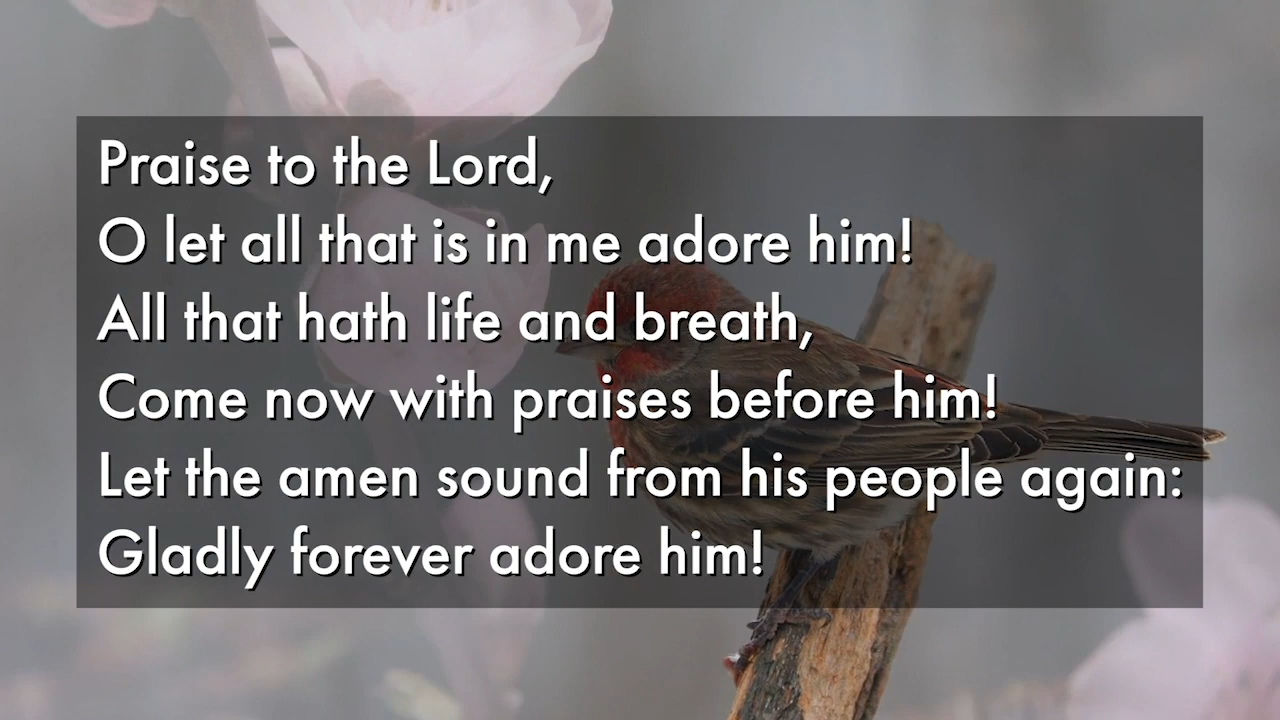 Praise to the Lord,
O let all that is in me adore him!
All that hath life and breath,
Come now with praises before him!
Let the amen sound from his people again:
Gladly forever adore him!